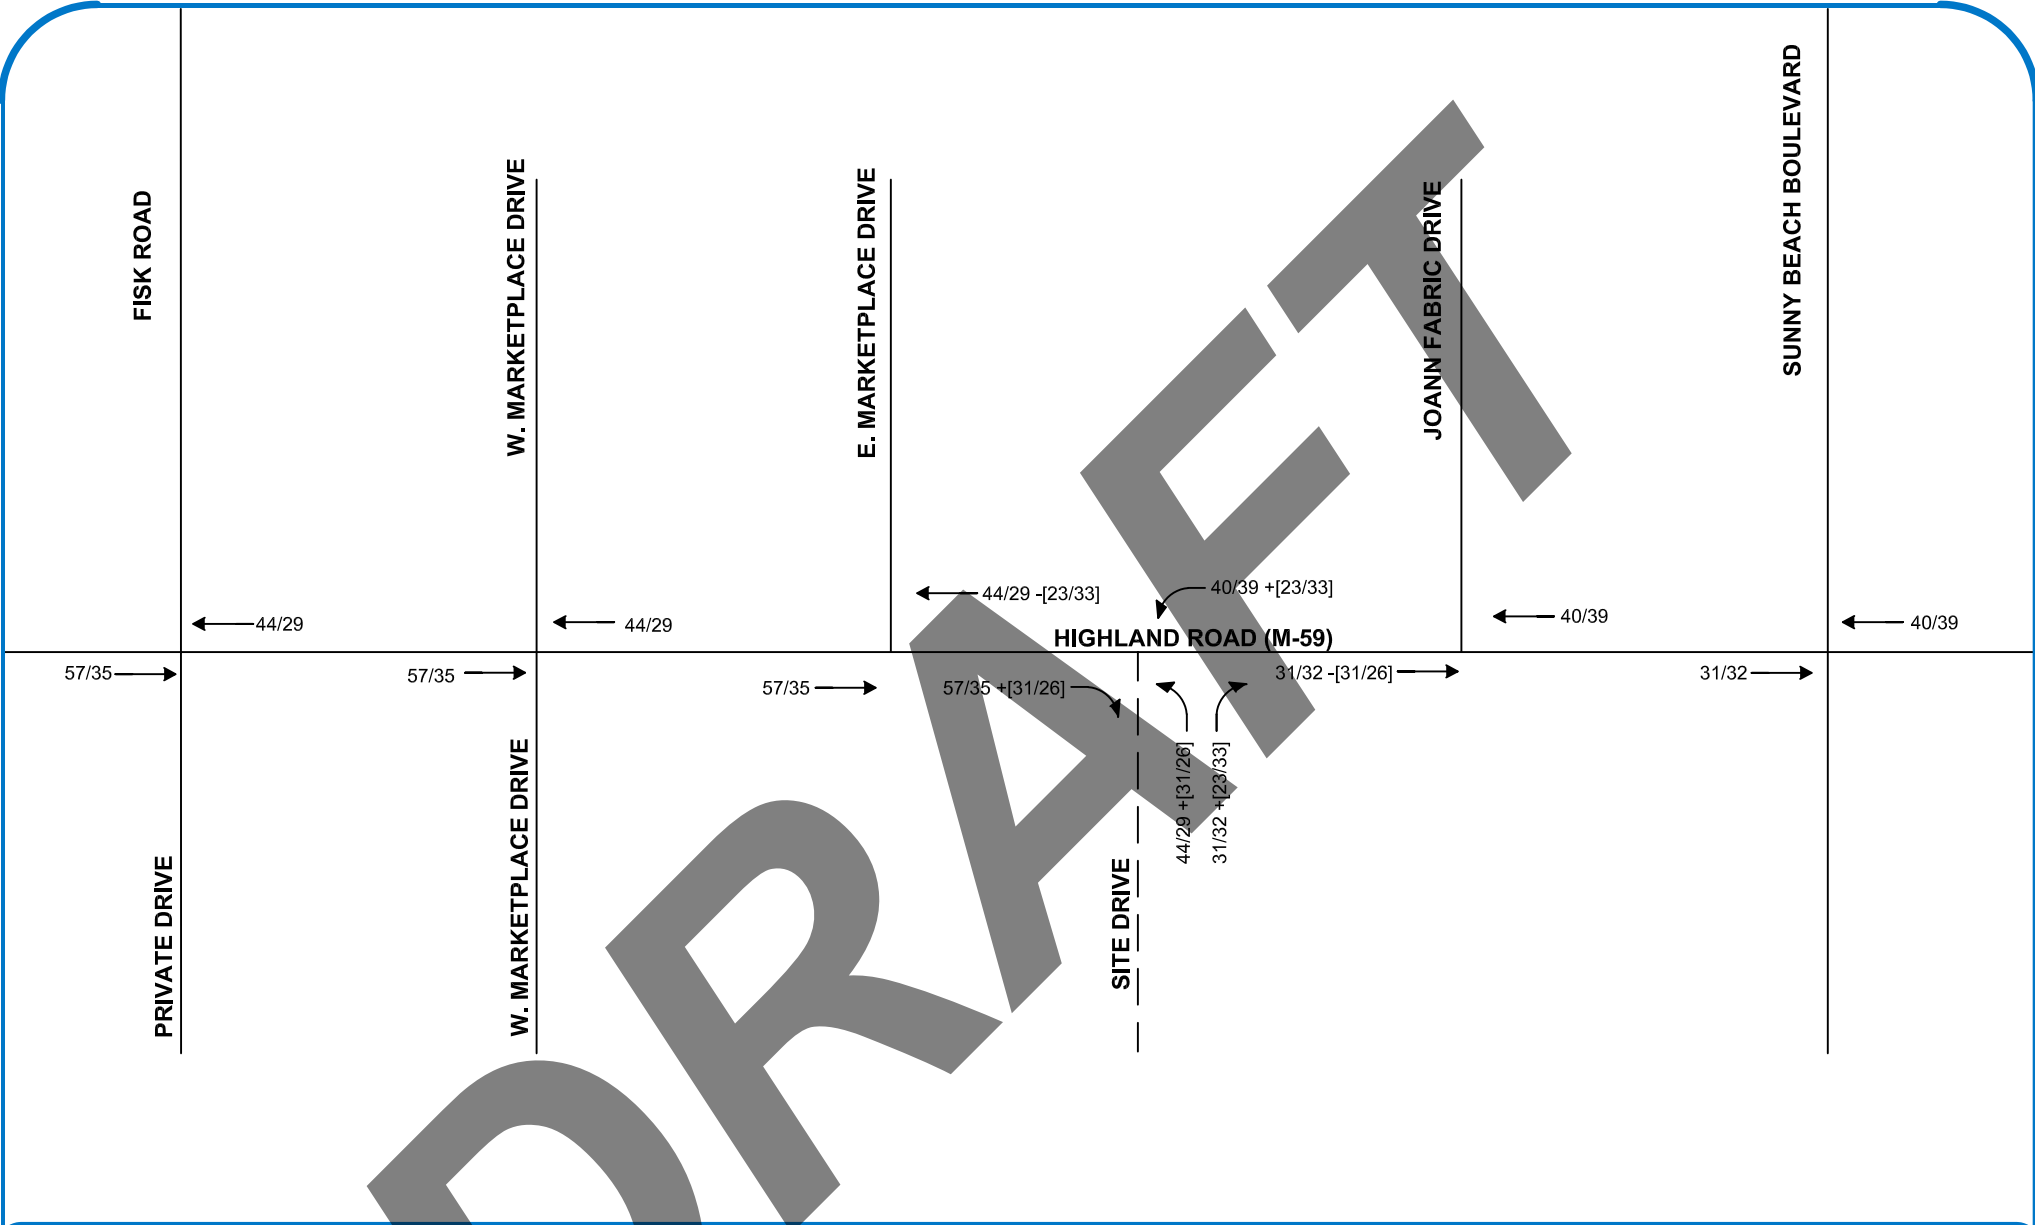 FISK ROAD
W. MARKETPLACE DRIVE
E. MARKETPLACE DRIVE
JOANN FABRIC DRIVE
SUNNY BEACH BOULEVARD
44/29
44/29
44/29 -[23/33]
40/39 +[23/33]
40/39
40/39
HIGHLAND ROAD (M-59)
57/35
57/35
57/35
57/35 +[31/26]
31/32 -[31/26]
31/32
44/29 +[31/26]
31/32 +[23/33]
PRIVATE DRIVE
W. MARKETPLACE DRIVE
SITE DRIVE
DRAFT